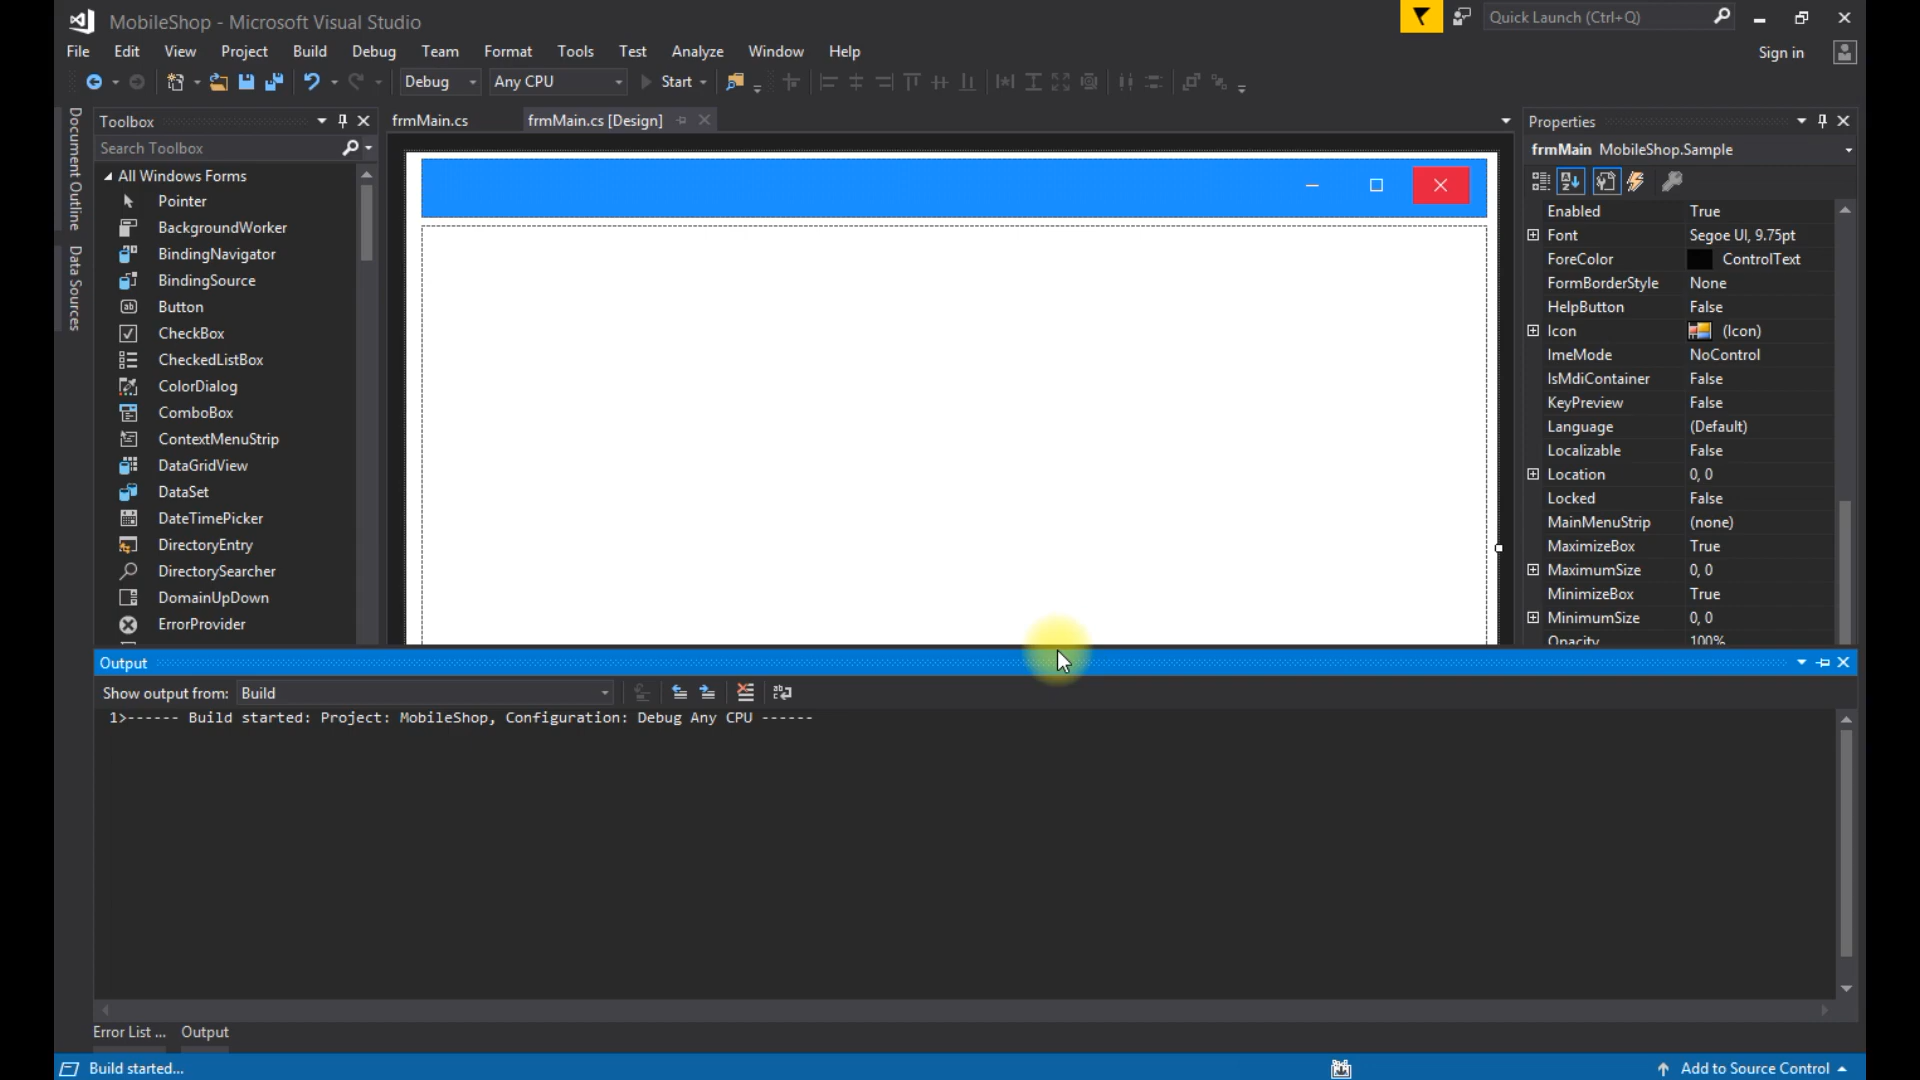 MobileShop - Microsoft Visual Studio
Quick Launch (Ctrl+Q)
File Edit View Project Build Debug Team Format Tools Test Analyze Window Help
Sign in
Debug Any CPU Start
Document Outline
Data Sources
Toolbox
Search Toolbox
All Windows Forms
Pointer
BackgroundWorker
BindingNavigator
BindingSource
Button
CheckBox
CheckedListBox
ColorDialog
ComboBox
ContextMenuStrip
DataGridView
DataSet
DateTimePicker
DirectoryEntry
DirectorySearcher
DomainUpDown
ErrorProvider
frmMain.cs frmMain.cs [Design]
Properties
frmMain MobileShop.Sample
Enabled True
Font Segoe UI, 9.75pt
ForeColor ControlText
FormBorderStyle None
HelpButton False
Icon (Icon)
ImeMode NoControl
IsMdiContainer False
KeyPreview False
Language (Default)
Localizable False
Location 0, 0
Locked False
MainMenuStrip (none)
MaximizeBox True
MaximumSize 0, 0
MinimizeBox True
MinimumSize 0, 0
Opacity 100%
Output
Show output from: Build
1>------ Build started: Project: MobileShop, Configuration: Debug Any CPU ------
Error List ... Output
Build started...
Add to Source Control